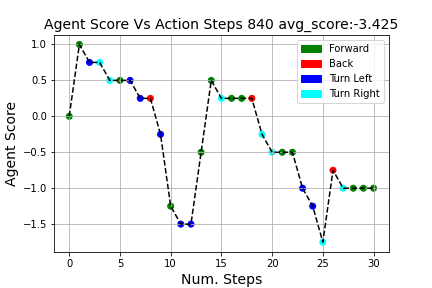 Agent Score Vs Action Steps 840 avg_score:-3.425
Agent Score
1.0
0.5
0.0
−0.5
−1.0
−1.5
Forward
Back
Turn Left
Turn Right
0 5 10 15 20 25 30
Num. Steps